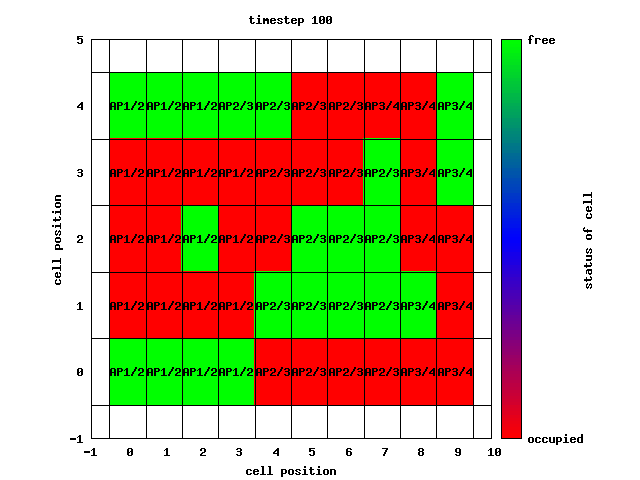 timestep 100
5
free
4 AP1/2 AP1/2 AP1/2 AP2/3 AP2/3 AP2/3 AP2/3 AP3/4 AP3/4 AP3/4
3 AP1/2 AP1/2 AP1/2 AP1/2 AP2/3 AP2/3 AP2/3 AP2/3 AP3/4 AP3/4
cell position
status of cell
2 AP1/2 AP1/2 AP1/2 AP1/2 AP2/3 AP2/3 AP2/3 AP2/3 AP3/4 AP3/4
1 AP1/2 AP1/2 AP1/2 AP1/2 AP2/3 AP2/3 AP2/3 AP2/3 AP3/4 AP3/4
0 AP1/2 AP1/2 AP1/2 AP1/2 AP2/3 AP2/3 AP2/3 AP2/3 AP3/4 AP3/4
-1
occupied
-1 0 1 2 3 4 5 6 7 8 9 10
cell position